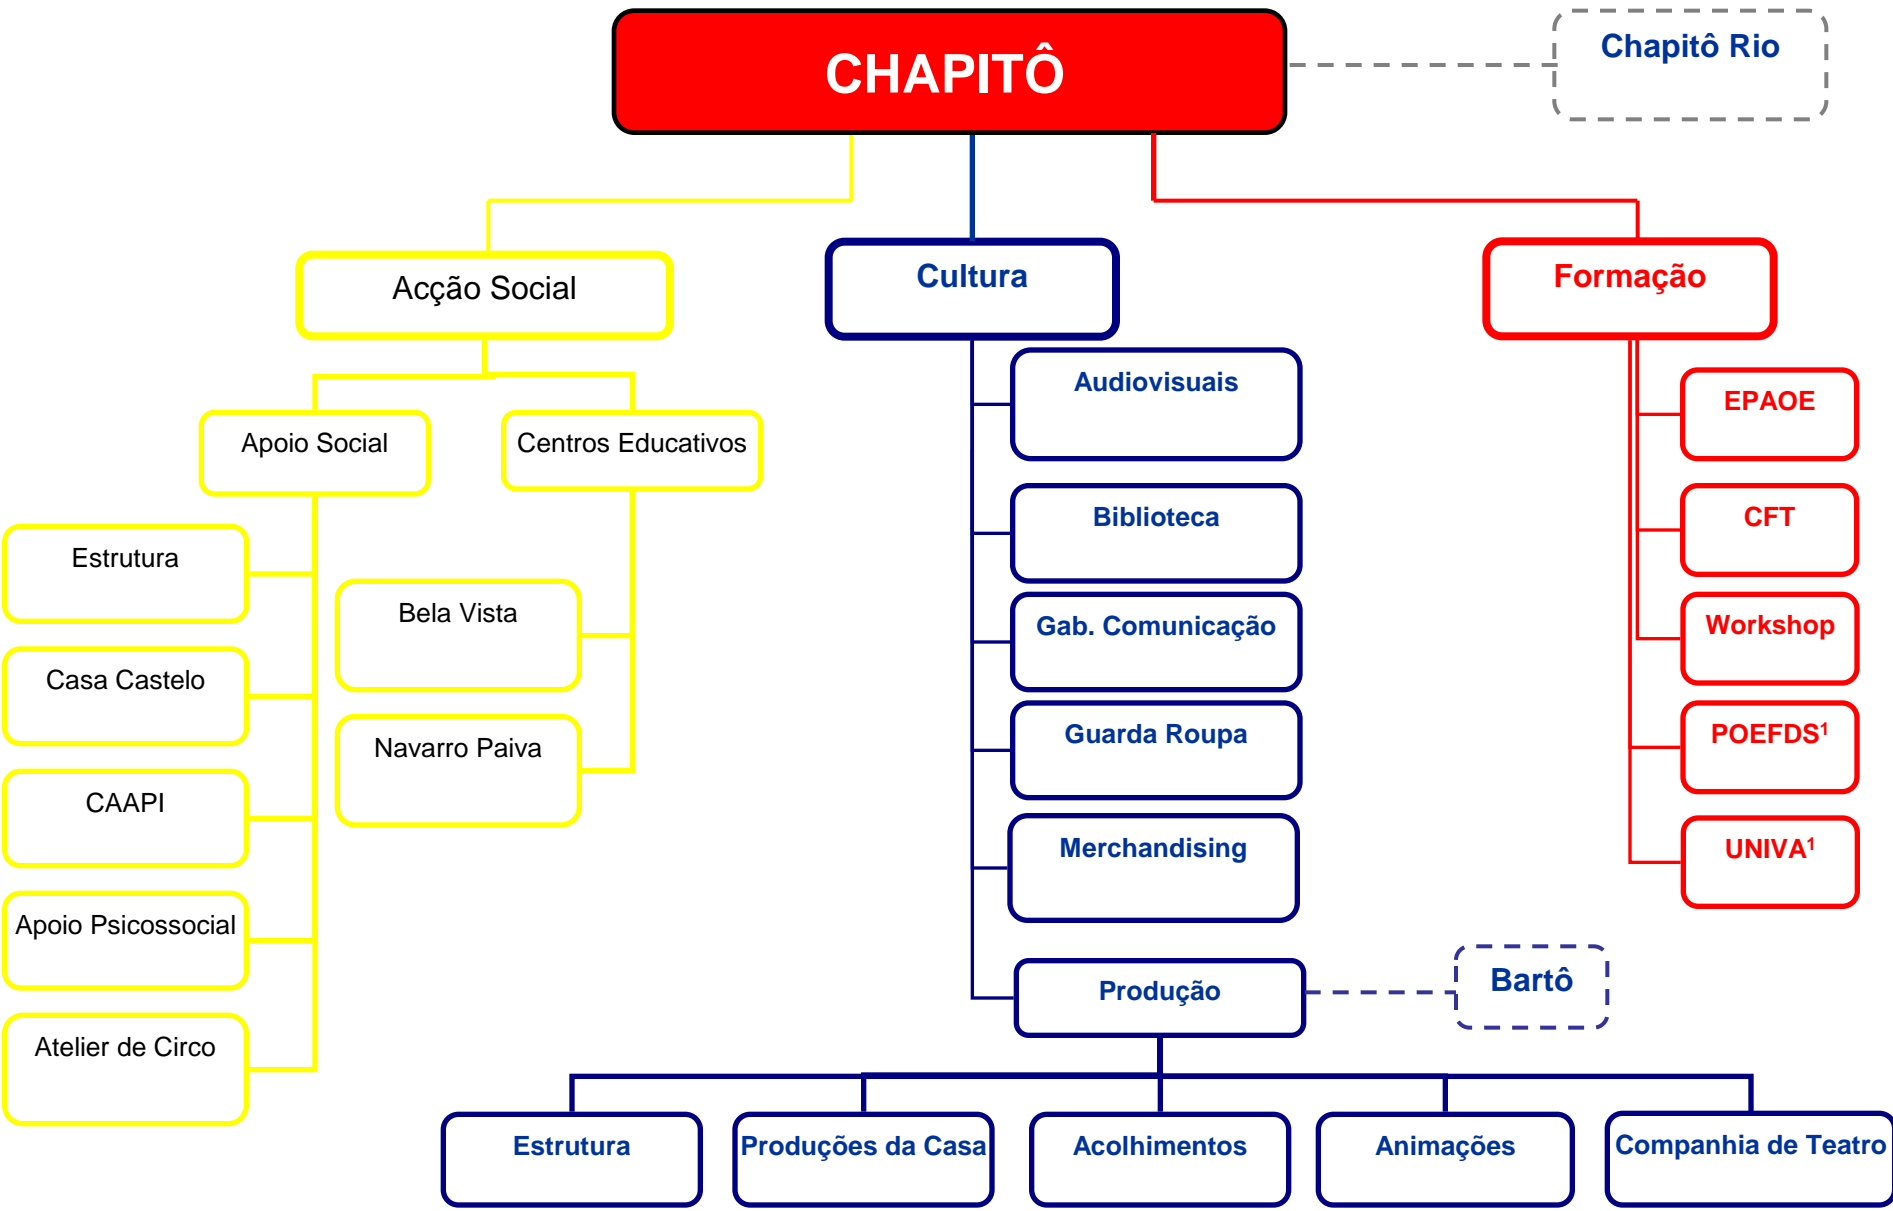 CHAPITÔ
Chapitô Rio
Acção Social
Cultura
Formação
Apoio Social
Centros Educativos
Estrutura
Casa Castelo
CAAPI
Apoio Psicossocial
Atelier de Circo
Bela Vista
Navarro Paiva
Audiovisuais
Biblioteca
Gab. Comunicação
Guarda Roupa
Merchandising
Produção
Bartô
EPAOE
CFT
Workshop
POEFDS¹
UNIVA¹
Estrutura
Produções da Casa
Acolhimentos
Animações
Companhia de Teatro